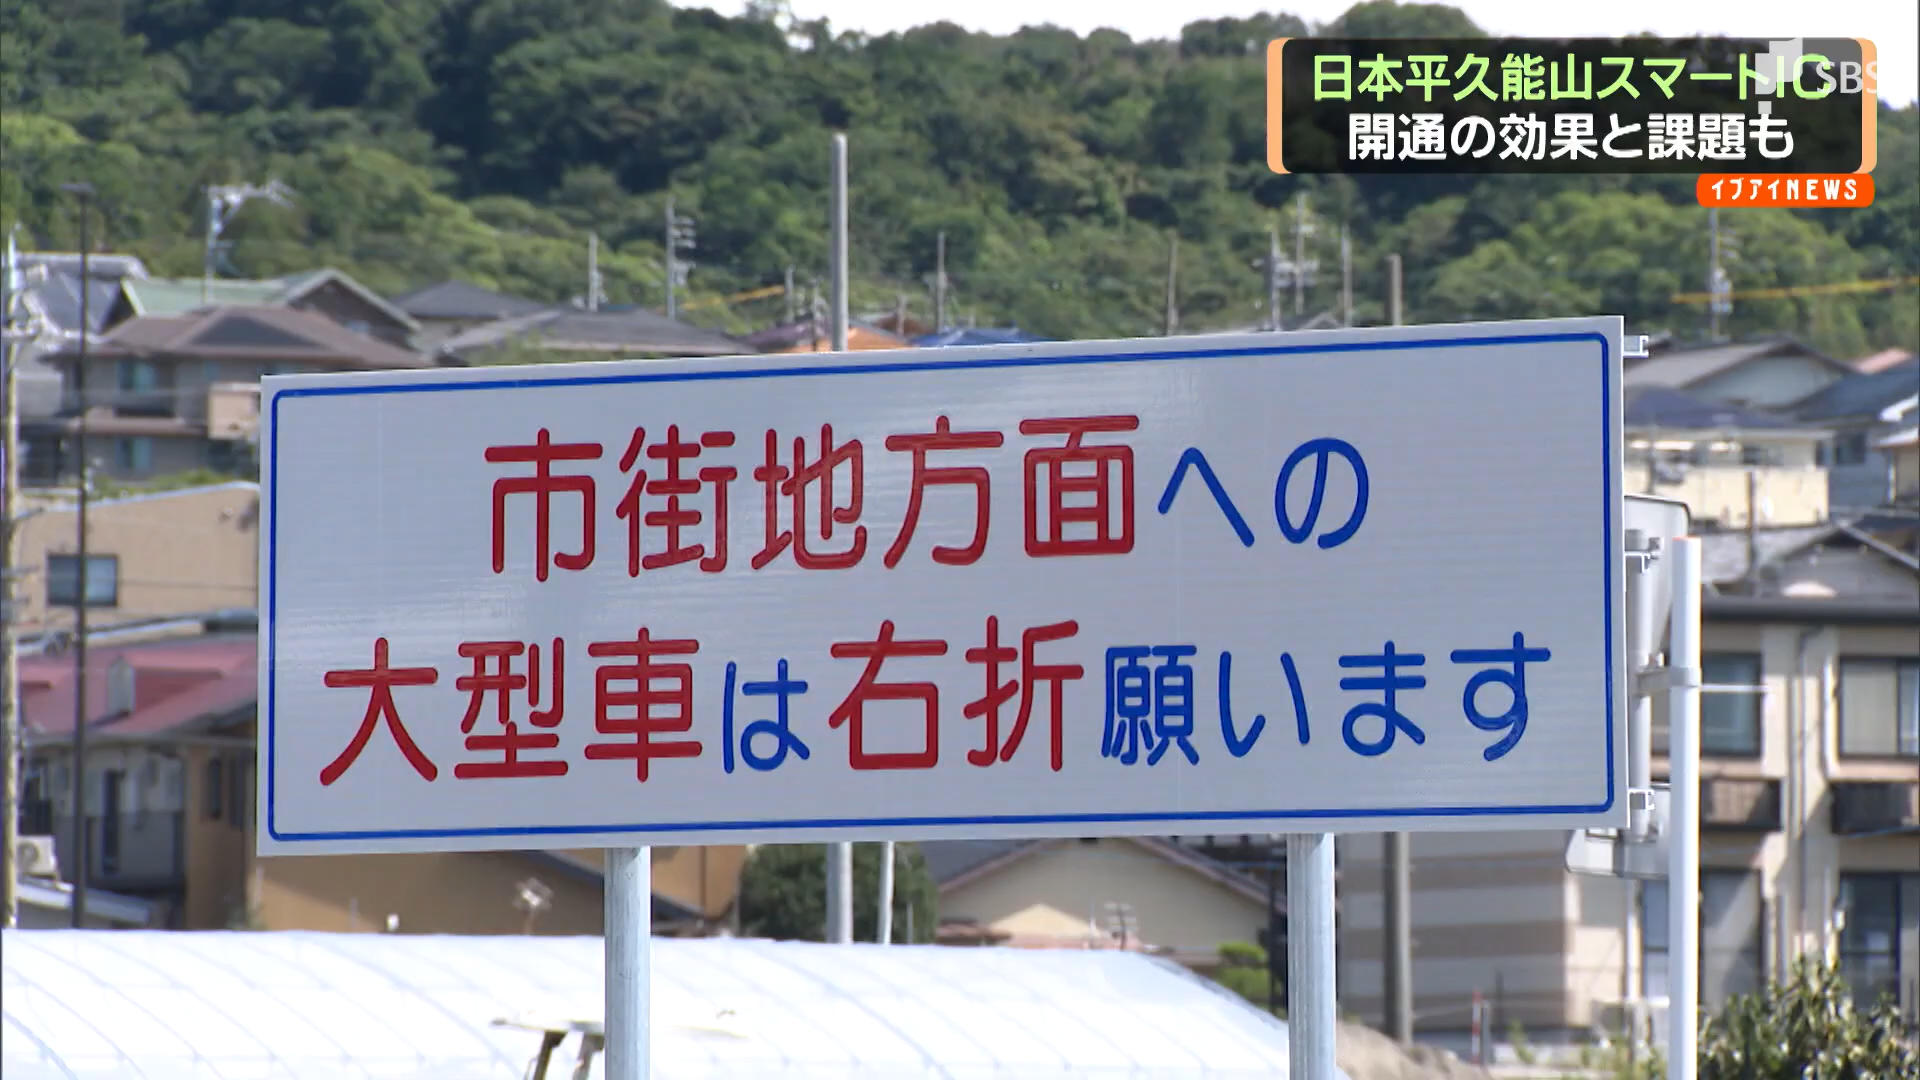 日本平久能山スマートIC
SBS
開通の効果と課題も
イブアイNEWS
市街地方面への
大型車は右折願います